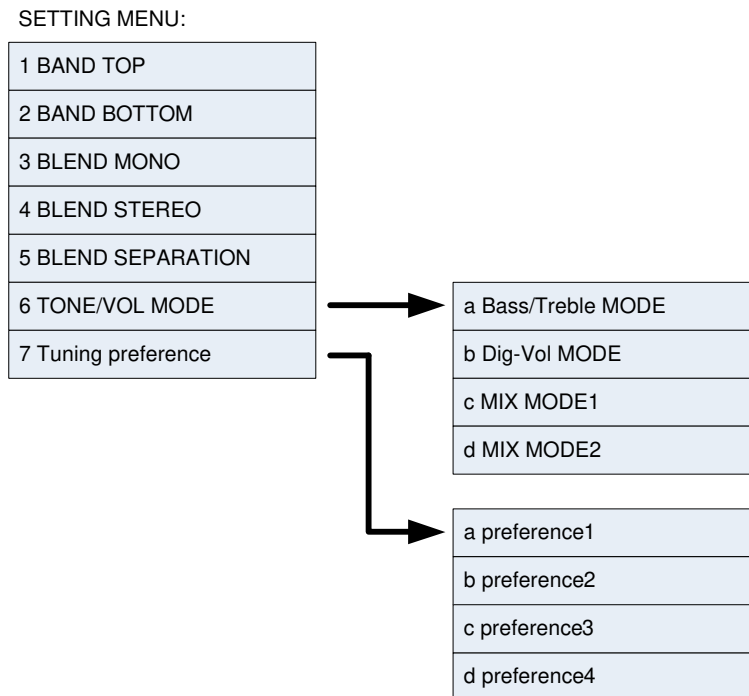 SETTING MENU:
1 BAND TOP
2 BAND BOTTOM
3 BLEND MONO
4 BLEND STEREO
5 BLEND SEPARATION
6 TONE/VOL MODE
7 Tuning preference
a Bass/Treble MODE
b Dig-Vol MODE
c MIX MODE1
d MIX MODE2
a preference1
b preference2
c preference3
d preference4